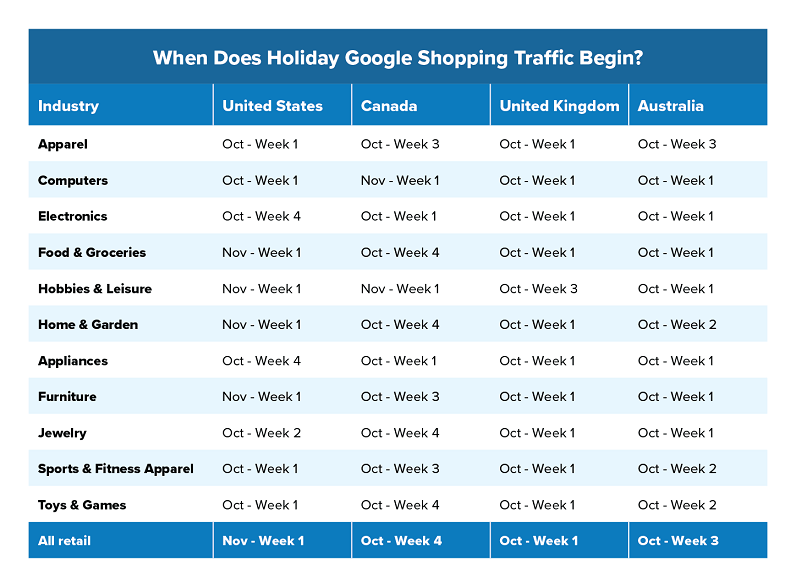 When Does Holiday Google Shopping Traffic Begin?
Industry United States Canada United Kingdom Australia
Apparel Oct - Week 1 Oct - Week 3 Oct - Week 1 Oct - Week 3
Computers Oct - Week 1 Nov - Week 1 Oct - Week 1 Oct - Week 1
Electronics Oct - Week 4 Oct - Week 1 Oct - Week 1 Oct - Week 1
Food & Groceries Nov - Week 1 Oct - Week 4 Oct - Week 1 Oct - Week 1
Hobbies & Leisure Nov - Week 1 Nov - Week 1 Oct - Week 3 Oct - Week 1
Home & Garden Nov - Week 1 Oct - Week 4 Oct - Week 1 Oct - Week 2
Appliances Oct - Week 4 Oct - Week 1 Oct - Week 1 Oct - Week 1
Furniture Nov - Week 1 Oct - Week 3 Oct - Week 1 Oct - Week 1
Jewelry Oct - Week 2 Oct - Week 4 Oct - Week 1 Oct - Week 1
Sports & Fitness Apparel Oct - Week 1 Oct - Week 3 Oct - Week 1 Oct - Week 2
Toys & Games Oct - Week 1 Oct - Week 4 Oct - Week 1 Oct - Week 2
All retail Nov - Week 1 Oct - Week 4 Oct - Week 1 Oct - Week 3